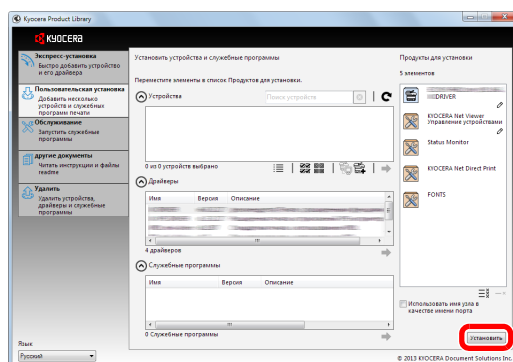 Kyocera Product Library
KYOCERA
Экспресс-установка
Быстро добавить устройство
и его драйвера
Пользовательская установка
Добавить несколько
устройств и служебных
программ печати
Обслуживание
Запустить служебные
программы
другие документы
Читать инструкции и файлы
readme
Удалить
Удалить устройства,
драйверы и служебные
программы
Язык
Русский
Установить устройства и служебные программы
Переместите элементы в список Продуктов для установки.
Устройства
Поиск устройств
0 из 0 устройств выбрано
Драйверы
Имя Версия Описание
4 драйверов
Служебные программы
Имя Версия Описание
0 Служебные программы
Продукты для установки
5 элементов
DRIVER
KYOCERA Net Viewer
Управление устройствами
Status Monitor
KYOCERA Net Direct Print
FONTS
Использовать имя узла в
качестве имени порта
Установить
© 2013 KYOCERA Document Solutions Inc.